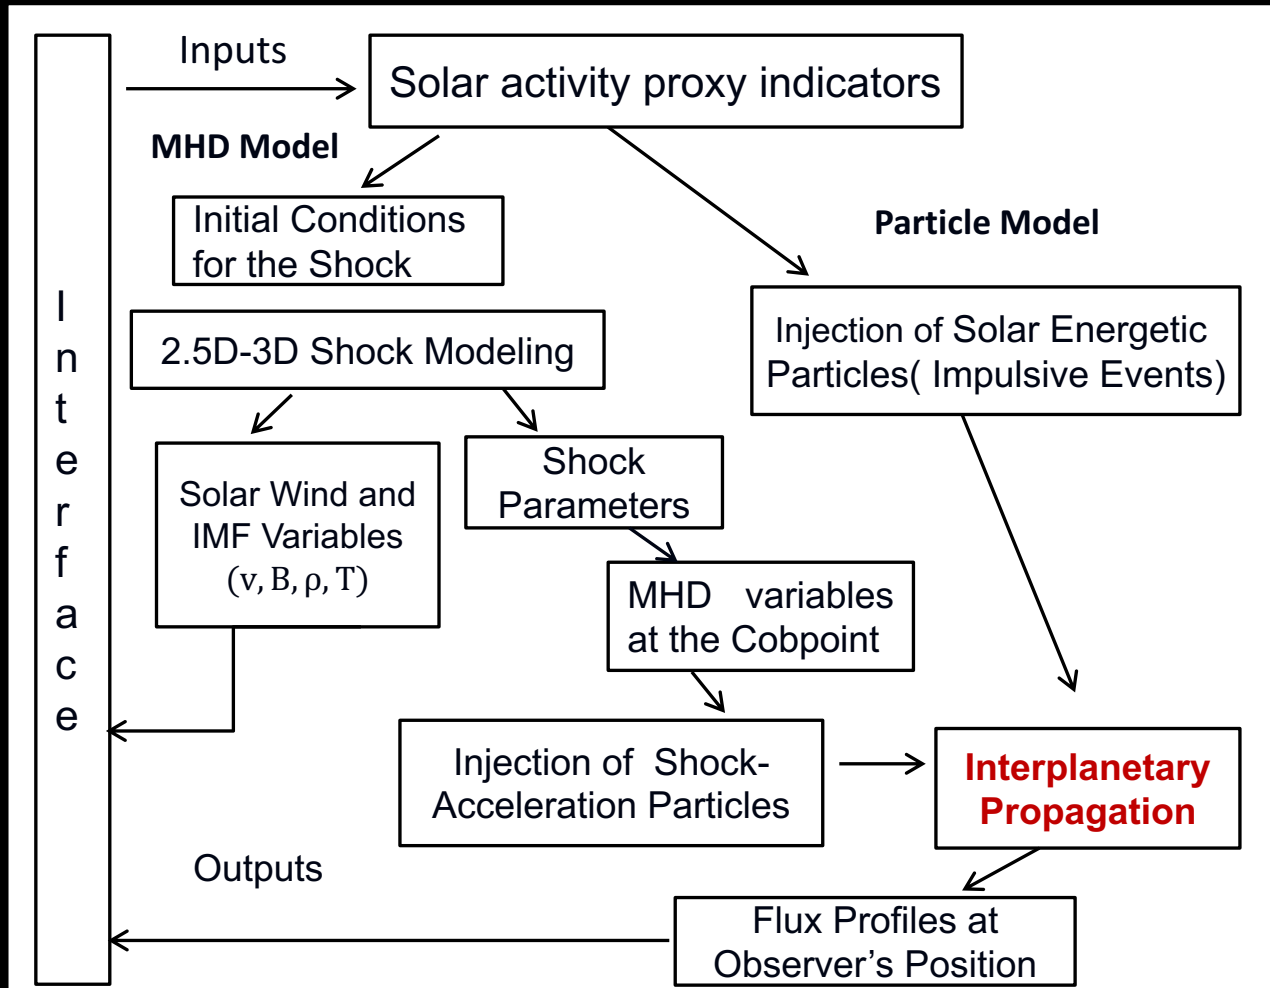 Inputs
Solar activity proxy indicators
MHD Model
Initial Conditions
for the Shock
Particle Model
Interface
2.5D-3D Shock Modeling
Injection of Solar Energetic
Particles( Impulsive Events)
Solar Wind and
IMF Variables
(v, B, ρ, T)
Shock
Parameters
MHD variables
at the Cobpoint
Injection of Shock-
Acceleration Particles
Interplanetary
Propagation
Outputs
Flux Profiles at
Observer's Position